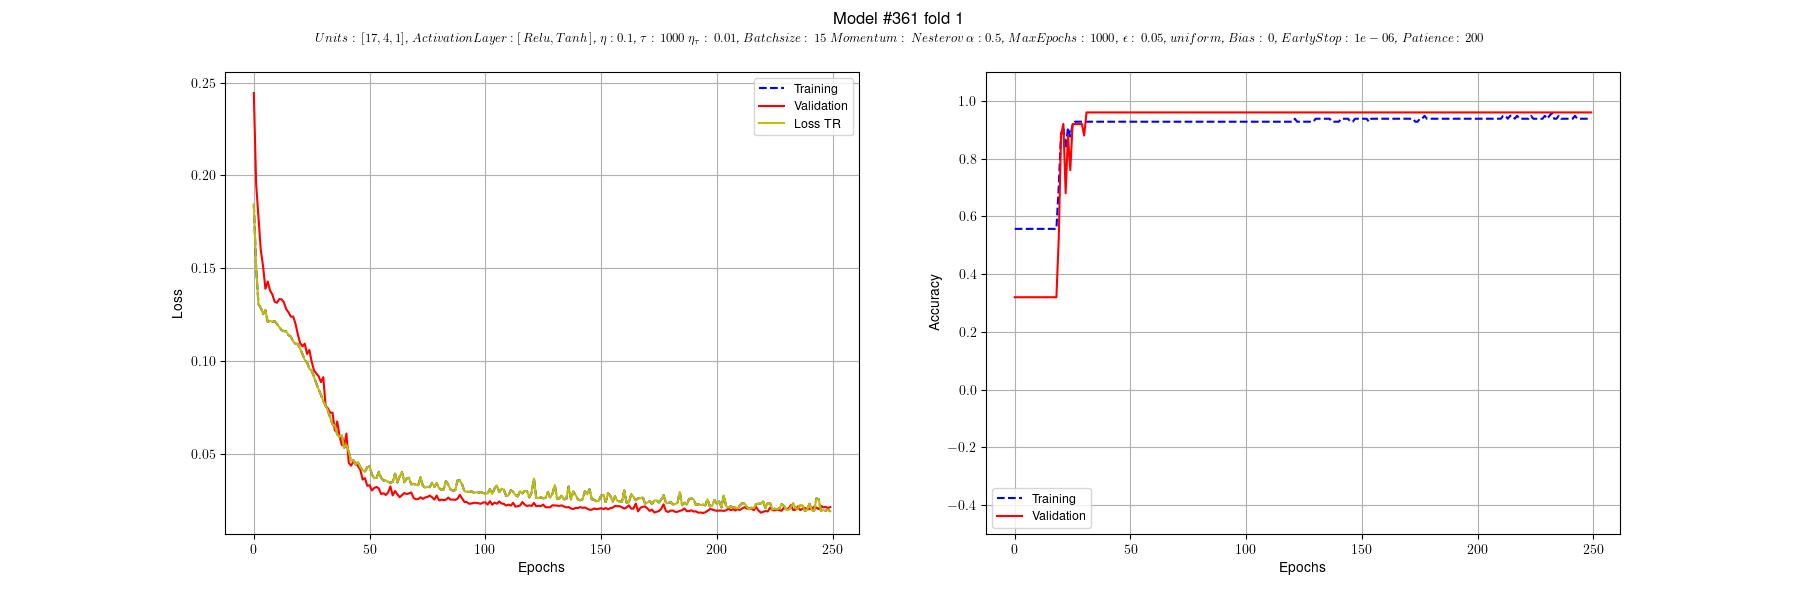 Model #361 fold 1
Units : [17, 4, 1], ActivationLayer : [ Relu, Tanh ], η : 0.1, τ : 1000 ητ : 0.01, Batchsize : 15 Momentum : Nesterov α : 0.5, MaxEpochs : 1000, ϵ : 0.05, uniform, Bias : 0, EarlyStop : 1e − 06, Patience : 200
0.25
0.20
0.15
0.10
0.05
Loss
0 50 100 150 200 250
Epochs
Training
Validation
Loss TR
1.0
0.8
0.6
0.4
0.2
0.0
−0.2
−0.4
Accuracy
Training
Validation
0 50 100 150 200 250
Epochs